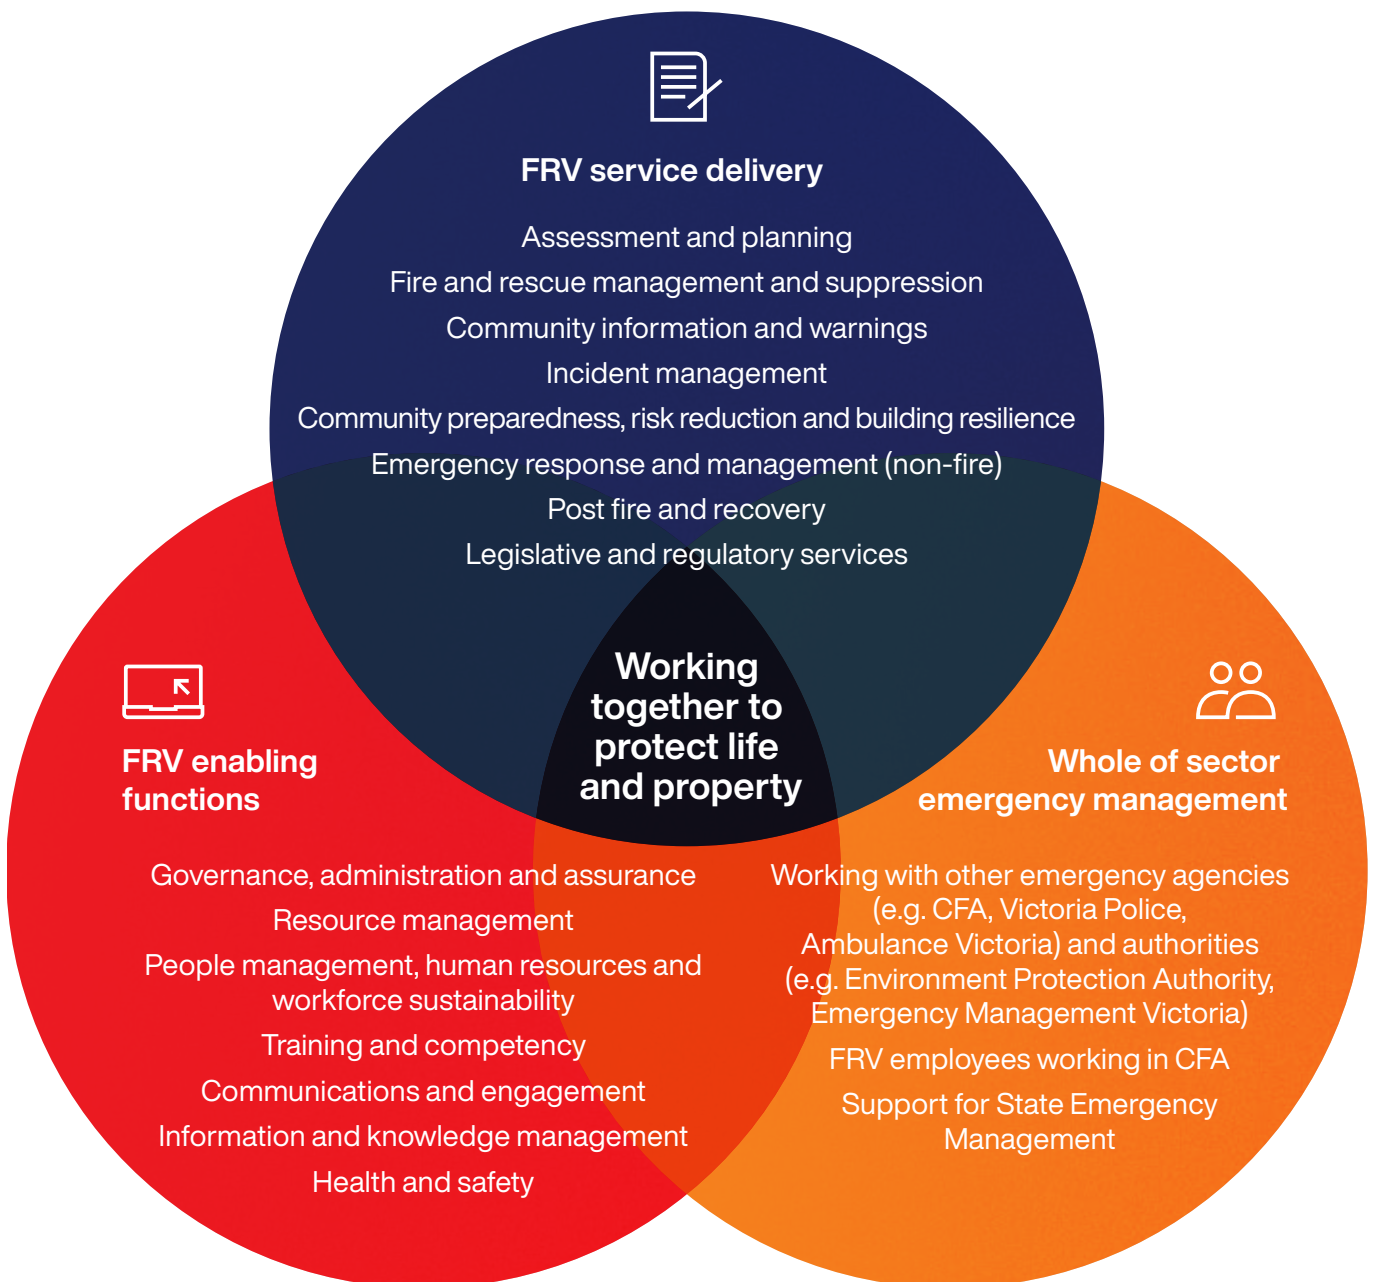 FRV service delivery
Assessment and planning
Fire and rescue management and suppression
Community information and warnings
Incident management
Community preparedness, risk reduction and building resilience
Emergency response and management (non-fire)
Post fire and recovery
Legislative and regulatory services
Working
together to
protect life
and property
FRV enabling
functions
Governance, administration and assurance
Resource management
People management, human resources and
workforce sustainability
Training and competency
Communications and engagement
Information and knowledge management
Health and safety
Whole of sector
emergency management
Working with other emergency agencies
(e.g. CFA, Victoria Police,
Ambulance Victoria) and authorities
(e.g. Environment Protection Authority,
Emergency Management Victoria)
FRV employees working in CFA
Support for State Emergency
Management